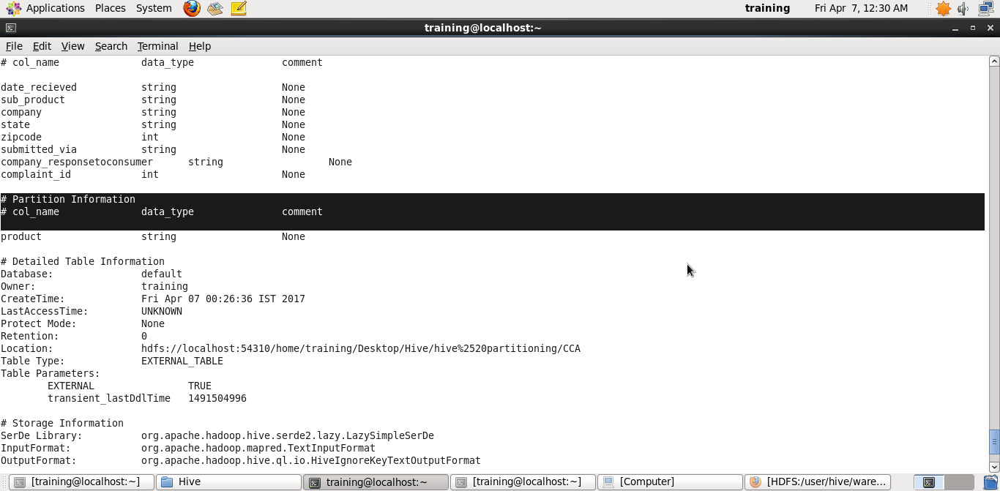 Applications Places System training Fri Apr 7, 12:30 AM
training@localhost:~
File Edit View Search Terminal Help
# col_name data_type comment
date_recieved string None
sub_product string None
company string None
state string None
zipcode int None
submitted_via string None
company_responsetoconsumer string None
complaint_id int None
# Partition Information
# col_name data_type comment
product string None
# Detailed Table Information
Database: default
Owner: training
CreateTime: Fri Apr 07 00:26:36 IST 2017
LastAccessTime: UNKNOWN
Protect Mode: None
Retention: 0
Location: hdfs://localhost:54310/home/training/Desktop/Hive/hive%2520partitioning/CCA
Table Type: EXTERNAL_TABLE
Table Parameters:
EXTERNAL TRUE
transient_lastDdlTime 1491504996
# Storage Information
SerDe Library: org.apache.hadoop.hive.serde2.lazy.LazySimpleSerDe
InputFormat: org.apache.hadoop.mapred.TextInputFormat
OutputFormat: org.apache.hadoop.hive.ql.io.HiveIgnoreKeyTextOutputFormat
[training@localhost:~] Hive training@localhost:~ [training@localhost:~] [Computer] [HDFS:/user/hive/ware...